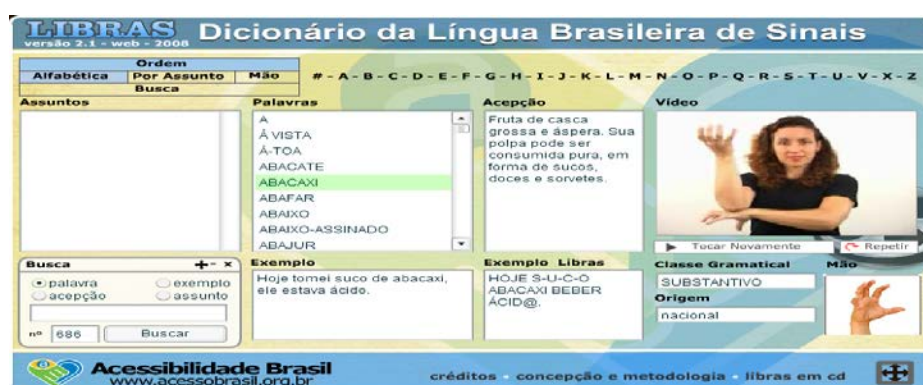 LIBRAS Dicionário da Língua Brasileira de Sinais
versão 2.1 - web - 2008
Ordem
Alfabética Por Assunto Mão
Busca
# - A - B - C - D - E - F - G - H - I - J - K - L - M - N - O - P - Q - R - S - T - U - V - X - Z
Assuntos
Palavras
A
À VISTA
À-TOA
ABACATE
ABACAXI
ABAFAR
ABAIXO
ABAIXO-ASSINADO
ABAJUR
Acepção
Fruta de casca
grossa e áspera. Sua
polpa pode ser
consumida pura, em
forma de sucos,
doces e sorvetes.
Vídeo
Tocar Novamente Repetir
Busca + - ×
palavra exemplo
acepção assunto
nº 686 Buscar
Exemplo
Hoje tomei suco de abacaxi,
ele estava ácido.
Exemplo Libras
HOJE S-U-C-O
ABACAXI BEBER
ÁCID@.
Classe Gramatical
SUBSTANTIVO
Origem
nacional
Mão
Acessibilidade Brasil
www.acessobrasil.org.br
créditos - concepção e metodologia - libras em cd